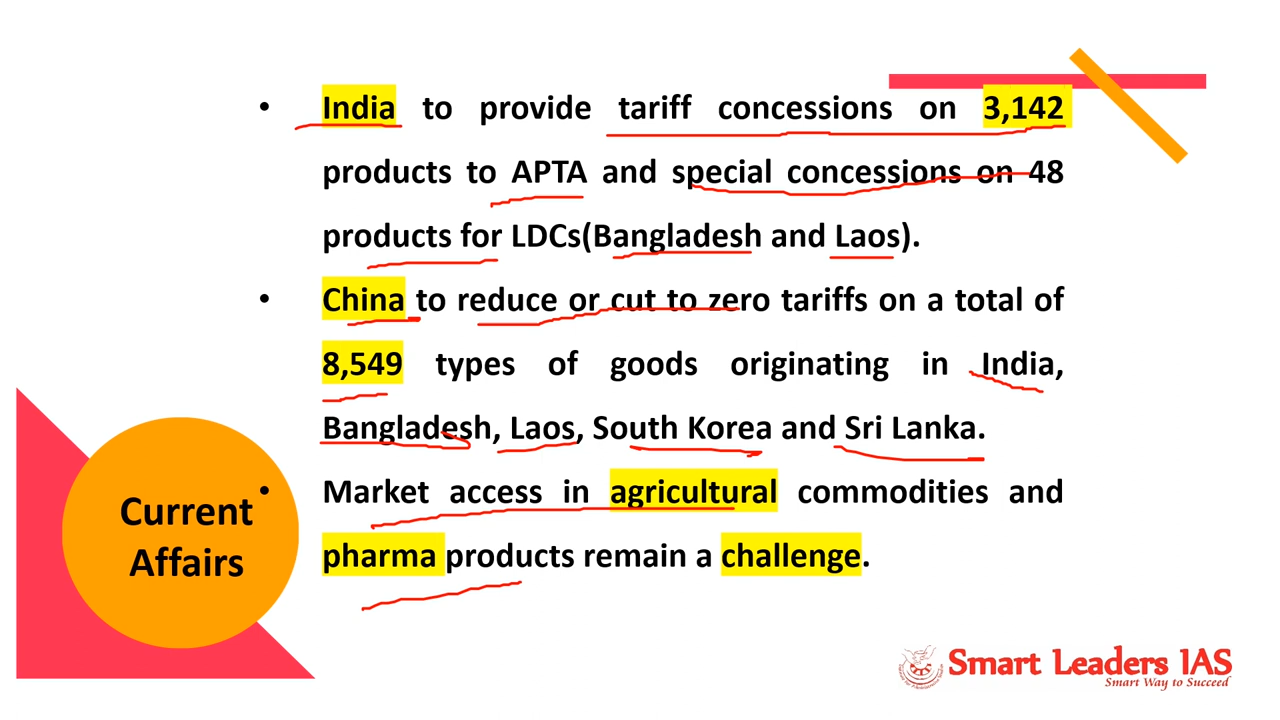 • India to provide tariff concessions on 3,142
products to APTA and special concessions on 48
products for LDCs(Bangladesh and Laos).
• China to reduce or cut to zero tariffs on a total of
8,549 types of goods originating in India,
Bangladesh, Laos, South Korea and Sri Lanka.
• Market access in agricultural commodities and
pharma products remain a challenge.
Current
Affairs
Smart Leaders IAS
Smart Way to Succeed